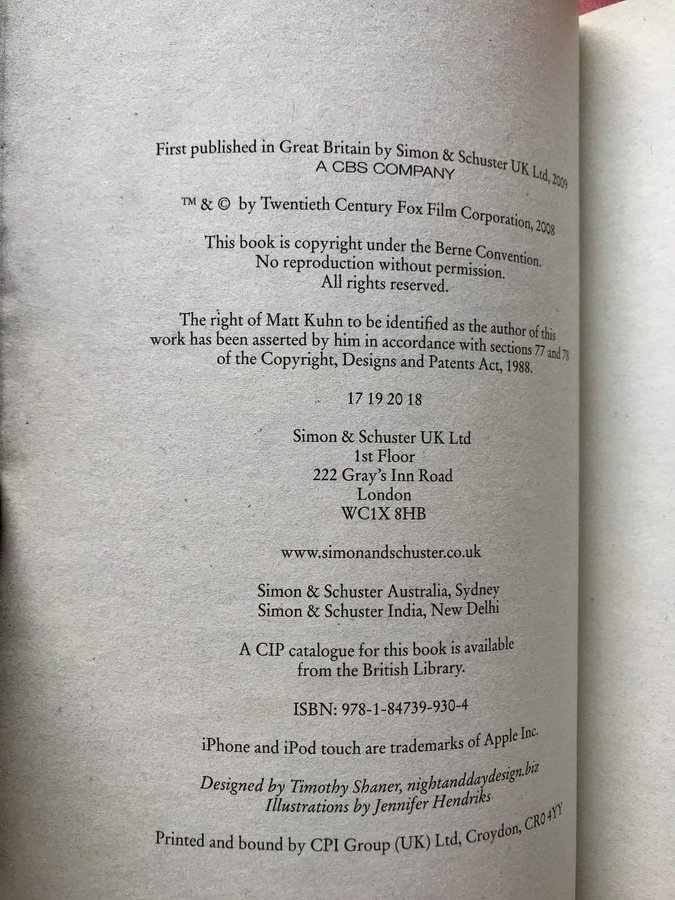 First published in Great Britain by Simon & Schuster UK Ltd, 2009
A CBS COMPANY
™ & © by Twentieth Century Fox Film Corporation, 2008
This book is copyright under the Berne Convention.
No reproduction without permission.
All rights reserved.
The right of Matt Kuhn to be identified as the author of this
work has been asserted by him in accordance with sections 77 and 78
of the Copyright, Designs and Patents Act, 1988.
17 19 20 18
Simon & Schuster UK Ltd
1st Floor
222 Gray's Inn Road
London
WC1X 8HB
www.simonandschuster.co.uk
Simon & Schuster Australia, Sydney
Simon & Schuster India, New Delhi
A CIP catalogue for this book is available
from the British Library.
ISBN: 978-1-84739-930-4
iPhone and iPod touch are trademarks of Apple Inc.
Designed by Timothy Shaner, nightanddaydesign.biz
Illustrations by Jennifer Hendriks
Printed and bound by CPI Group (UK) Ltd, Croydon, CR0 4YY